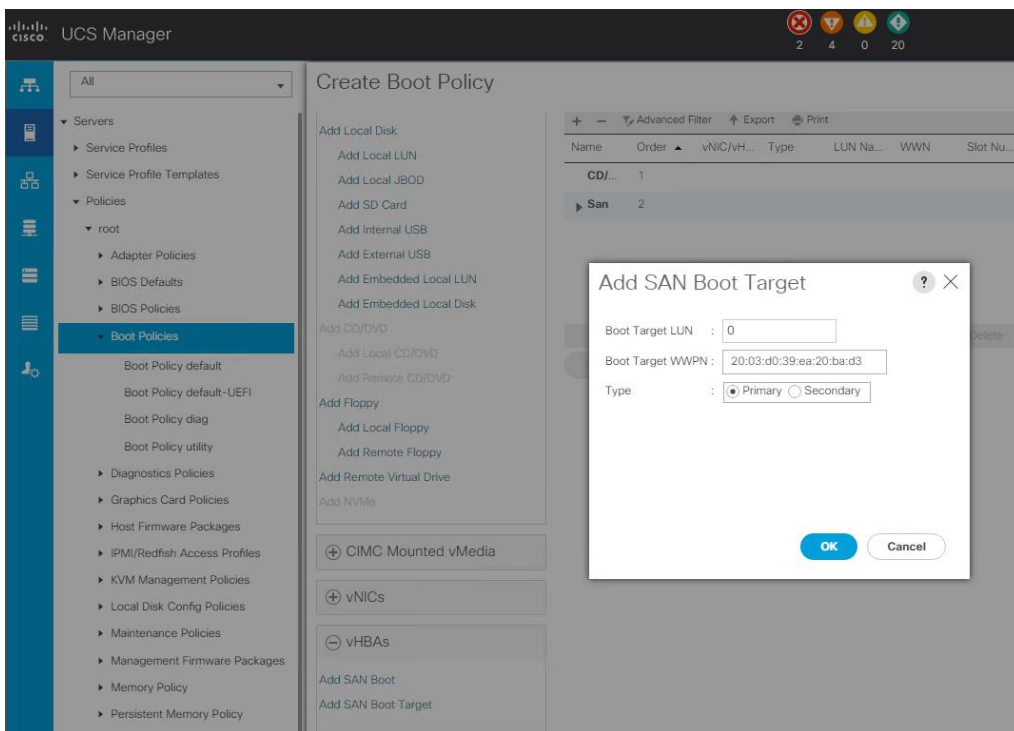 cisco. UCS Manager
2 4 0 20
All
Servers
Service Profiles
Service Profile Templates
Policies
root
Adapter Policies
BIOS Defaults
BIOS Policies
Boot Policies
Boot Policy default
Boot Policy default-UEFI
Boot Policy diag
Boot Policy utility
Diagnostics Policies
Graphics Card Policies
Host Firmware Packages
IPMI/Redfish Access Profiles
KVM Management Policies
Local Disk Config Policies
Maintenance Policies
Management Firmware Packages
Memory Policy
Persistent Memory Policy
Create Boot Policy
Add Local Disk
Add Local LUN
Add Local JBOD
Add SD Card
Add Internal USB
Add External USB
Add Embedded Local LUN
Add Embedded Local Disk
Add CD/DVD
Add Local CD/DVD
Add Remote CD/DVD
Add Floppy
Add Local Floppy
Add Remote Floppy
Add Remote Virtual Drive
Add NVMe
CIMC Mounted vMedia
vNICs
vHBAs
Add SAN Boot
Add SAN Boot Target
+ − Advanced Filter Export Print
Name Order vNIC/vH... Type LUN Na... WWN Slot Nu...
CD/... 1
San 2
Delete
Add SAN Boot Target ?
Boot Target LUN : 0
Boot Target WWPN : 20:03:d0:39:ea:20:ba:d3
Type : Primary Secondary
OK Cancel